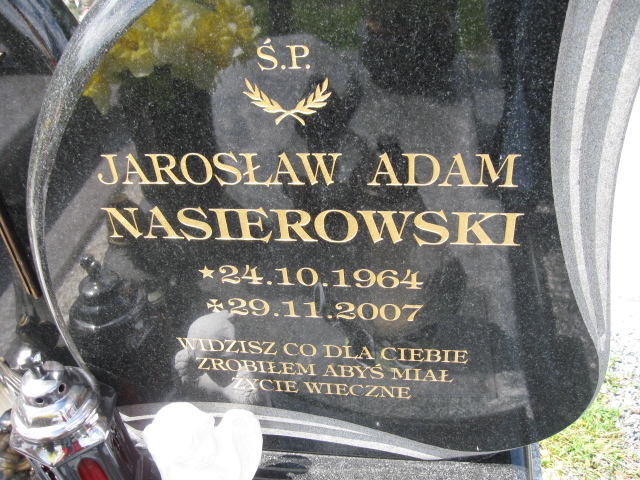 Ś.P.
JAROSŁAW ADAM
NASIEROWSKI
★24.10.1964
✠29.11.2007
WIDZISZ CO DLA CIEBIE
ZROBIŁEM ABYŚ MIAŁ
ŻYCIE WIECZNE